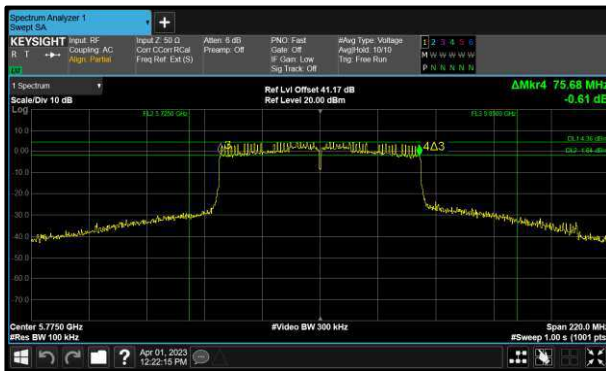 Spectrum Analyzer 1
Swept SA
KEYSIGHT
R T
Input: RF
Coupling: AC
Align: Partial
Input Z: 50 Ω
Corr CCorr RCal
Freq Ref: Ext (S)
Atten: 6 dB
Preamp: Off
PNO: Fast
Gate: Off
IF Gain: Low
Sig Track: Off
#Avg Type: Voltage
Avg|Hold: 10/10
Trig: Free Run
1 2 3 4 5 6
M W W W W W
P N N N N N
1 Spectrum
Scale/Div 10 dB
Ref Lvl Offset 41.17 dB
Ref Level 20.00 dBm
ΔMkr4 75.68 MHz
-0.61 dB
Log
10.0
0.00
-10.0
-20.0
-30.0
-40.0
-50.0
-60.0
-70.0
3
4Δ3
Center 5.7750 GHz
#Res BW 100 kHz
#Video BW 300 kHz
Span 220.0 MHz
#Sweep 1.00 s (1001 pts)
Apr 01, 2023
12:22:15 PM